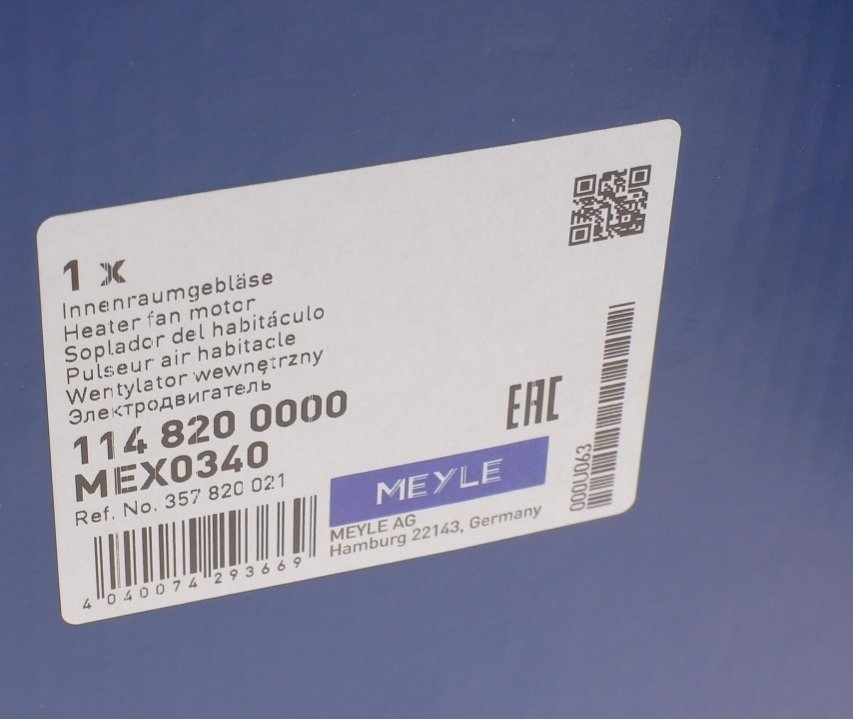 1 x
Innenraumgebläse
Heater fan motor
Soplador del habitáculo
Pulseur air habitacle
Wentylator wewnętrzny
Электродвигатель
114 820 0000
MEX0340
Ref. No. 357 820 021
4 040074 293669
EAC
MEYLE
MEYLE AG
Hamburg 22143, Germany
000U063